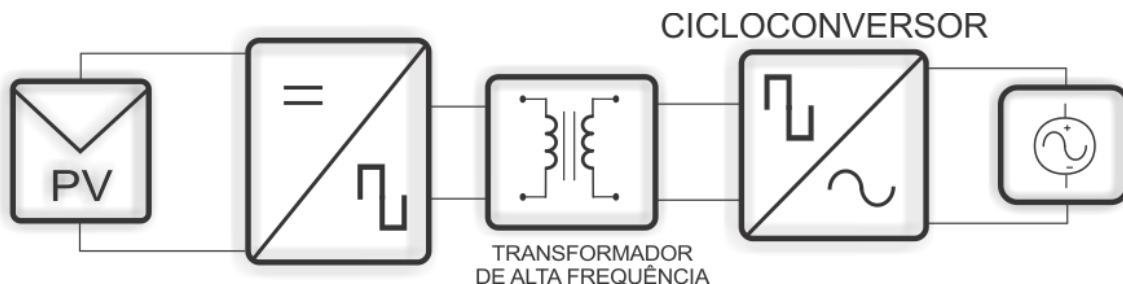 CICLOCONVERSOR
PV
TRANSFORMADOR
DE ALTA FREQUÊNCIA